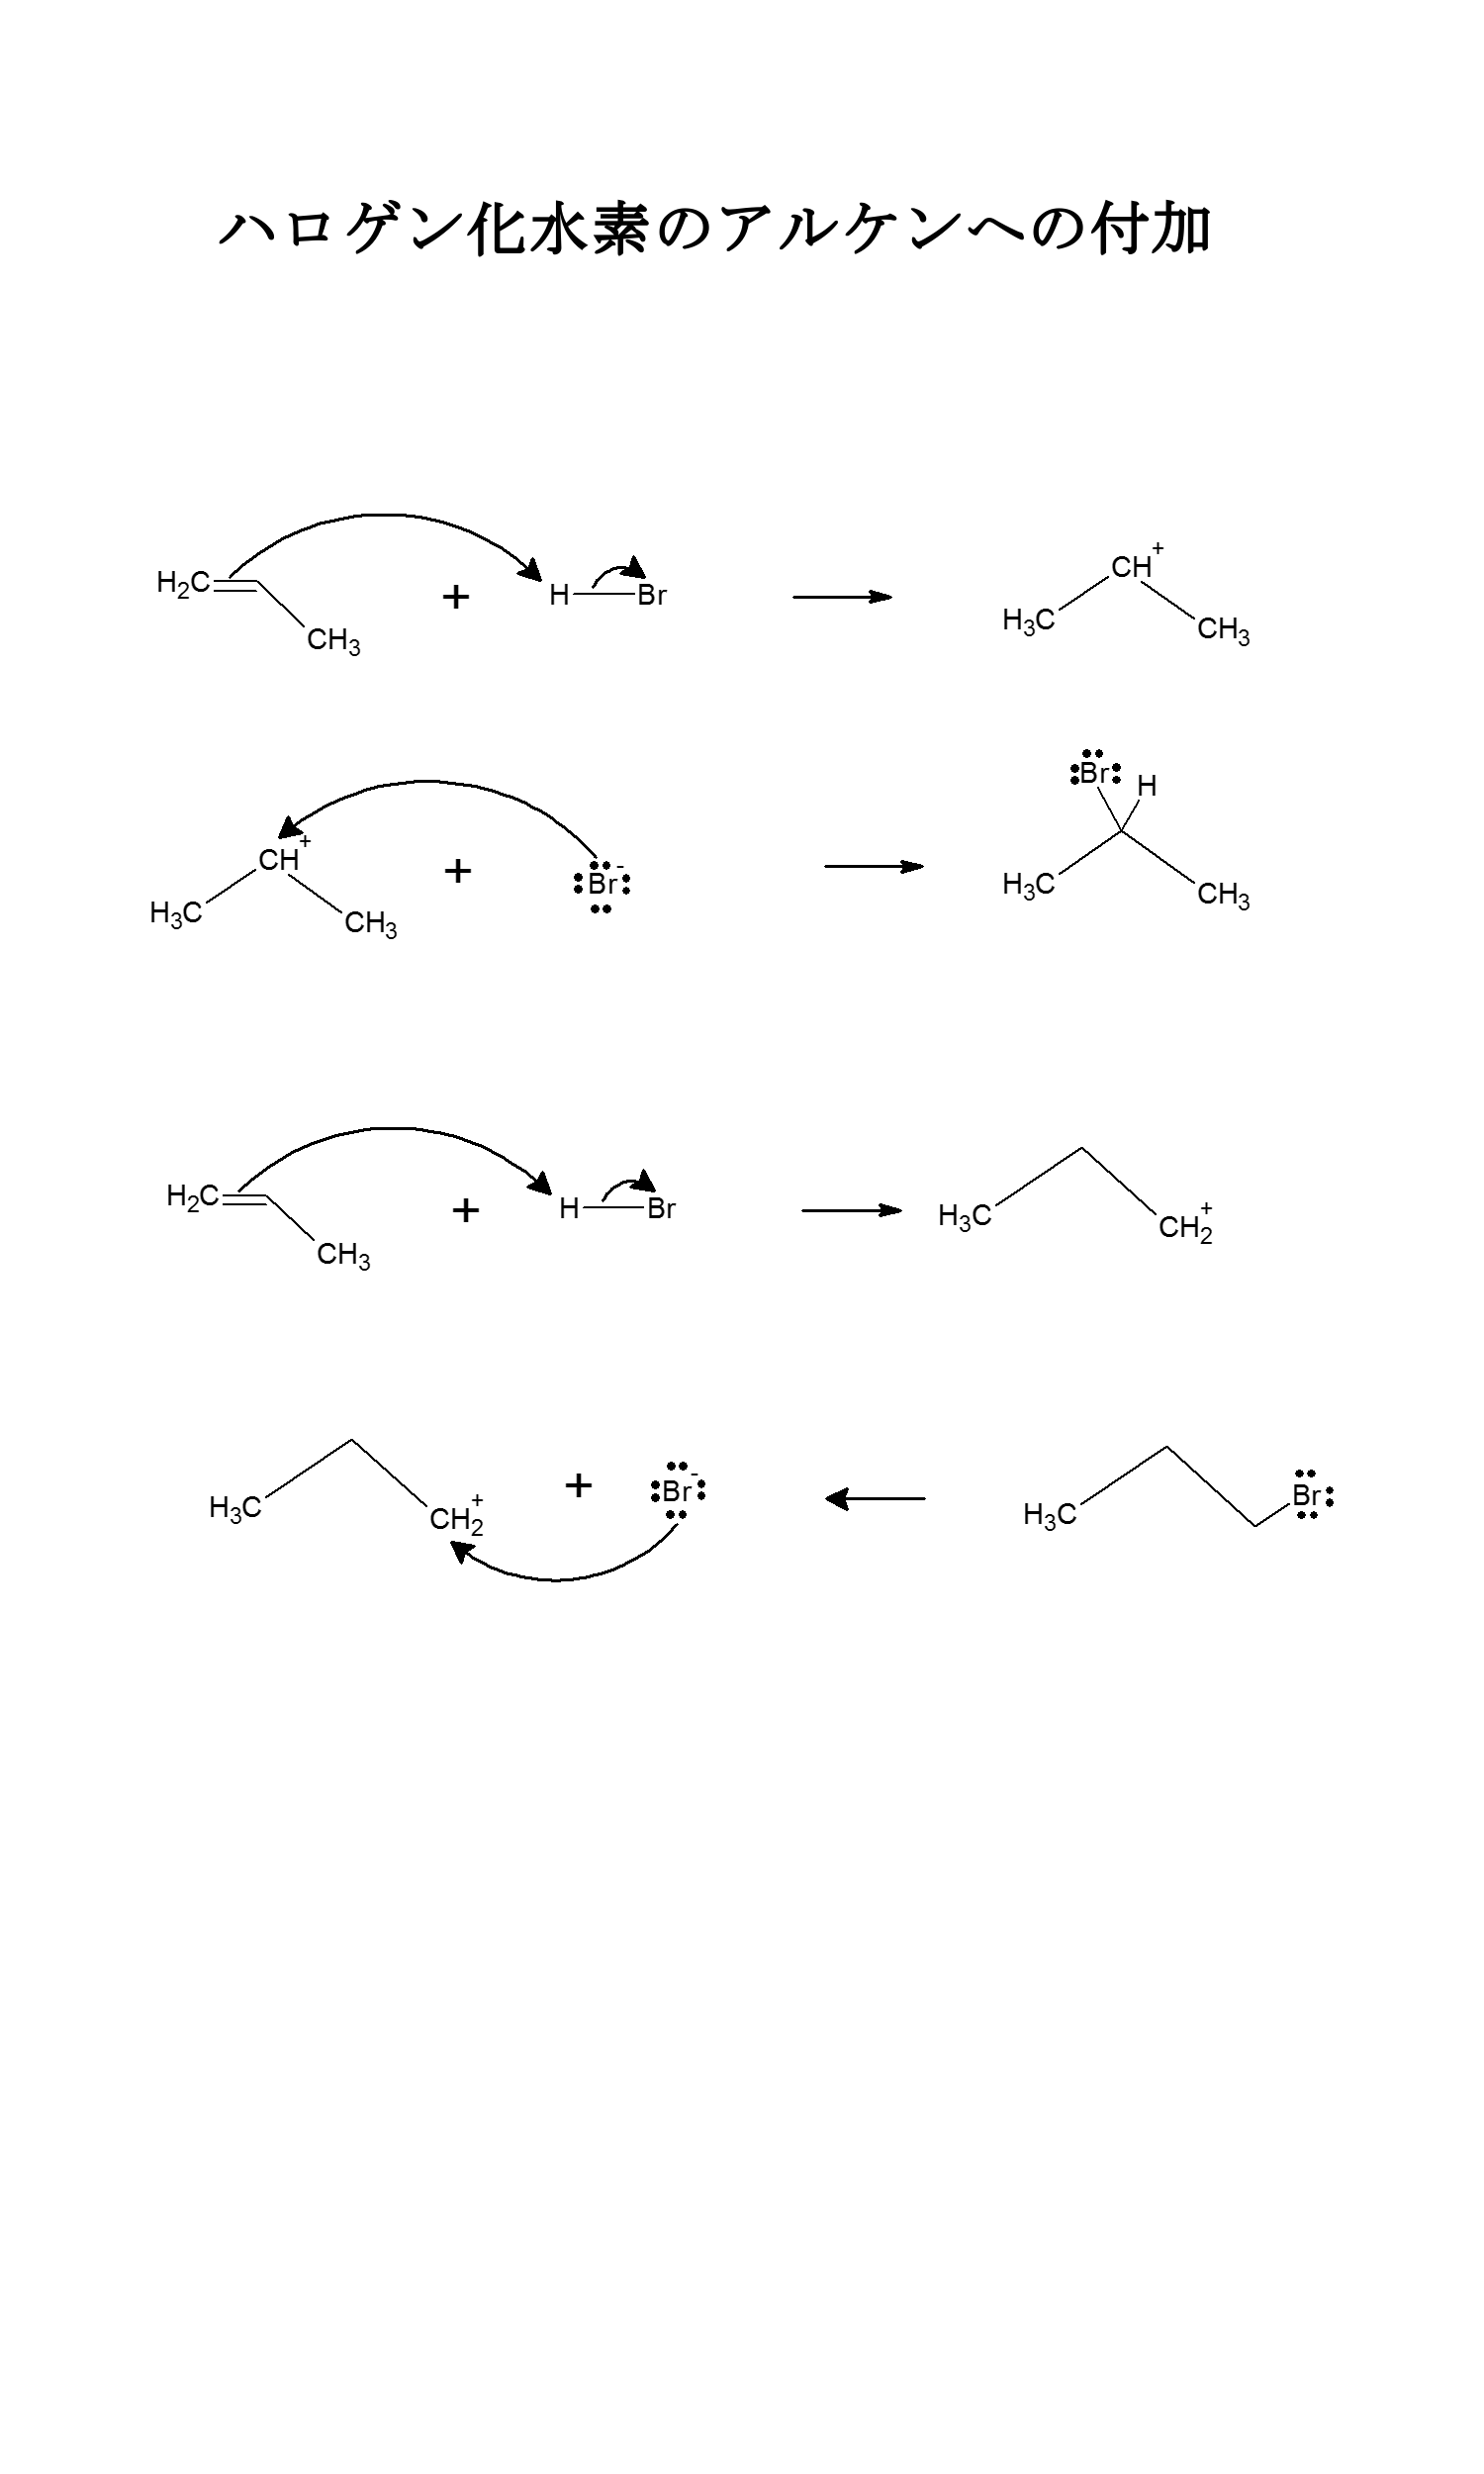 ハロゲン化水素のアルケンへの付加
H2C CH3 + H Br CH+ H3C CH3
CH+ H3C CH3 + Br- Br H H3C CH3
H2C CH3 + H Br H3C CH2+
H3C CH2+ + Br- H3C Br